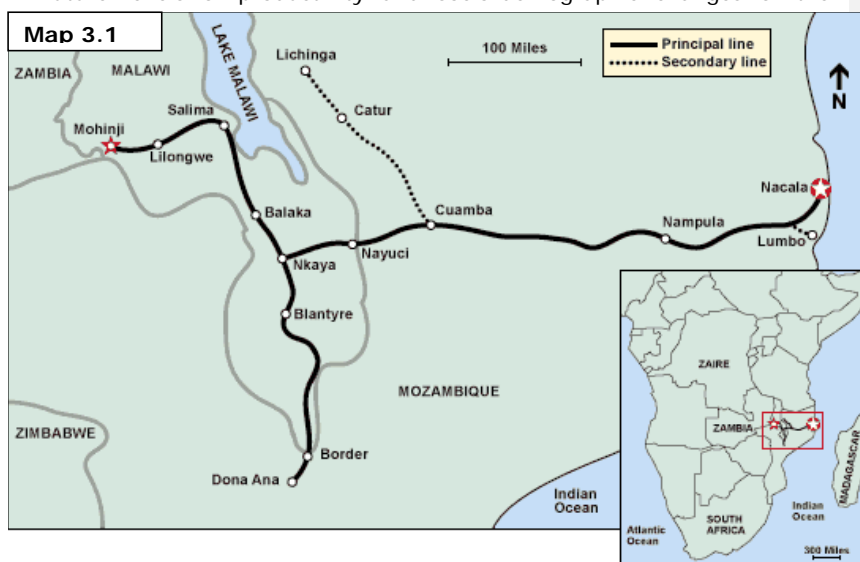 Map 3.1
ZAMBIA
MALAWI
LAKE MALAWI
Lichinga
100 Miles
Principal line
Secondary line
N
Catur
Salima
Mohinji
Lilongwe
Nacala
Balaka
Cuamba
Nampula
Lumbo
Nkaya
Nayuci
Blantyre
MOZAMBIQUE
ZIMBABWE
Border
Dona Ana
Indian
Ocean
ZAIRE
ZAMBIA
MADAGASCAR
SOUTH
AFRICA
Indian
Ocean
Atlantic
Ocean
300 Miles